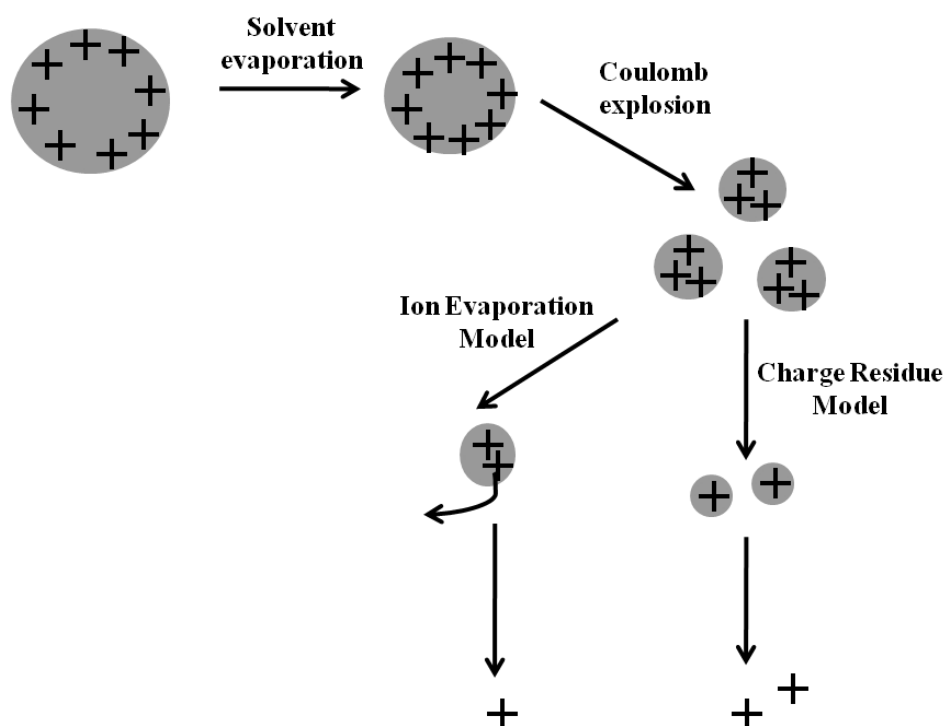 Solvent
evaporation
Coulomb
explosion
Ion Evaporation
Model
Charge Residue
Model